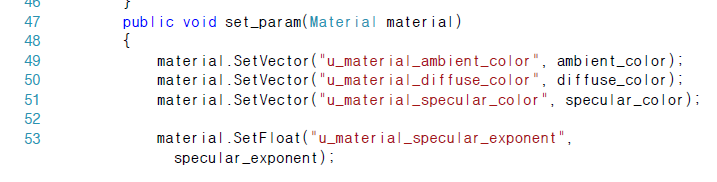 46 }
47 public void set_param(Material material)
48 {
49 material.SetVector("u_material_ambient_color", ambient_color);
50 material.SetVector("u_material_diffuse_color", diffuse_color);
51 material.SetVector("u_material_specular_color", specular_color);
52
53 material.SetFloat("u_material_specular_exponent",
specular_exponent);